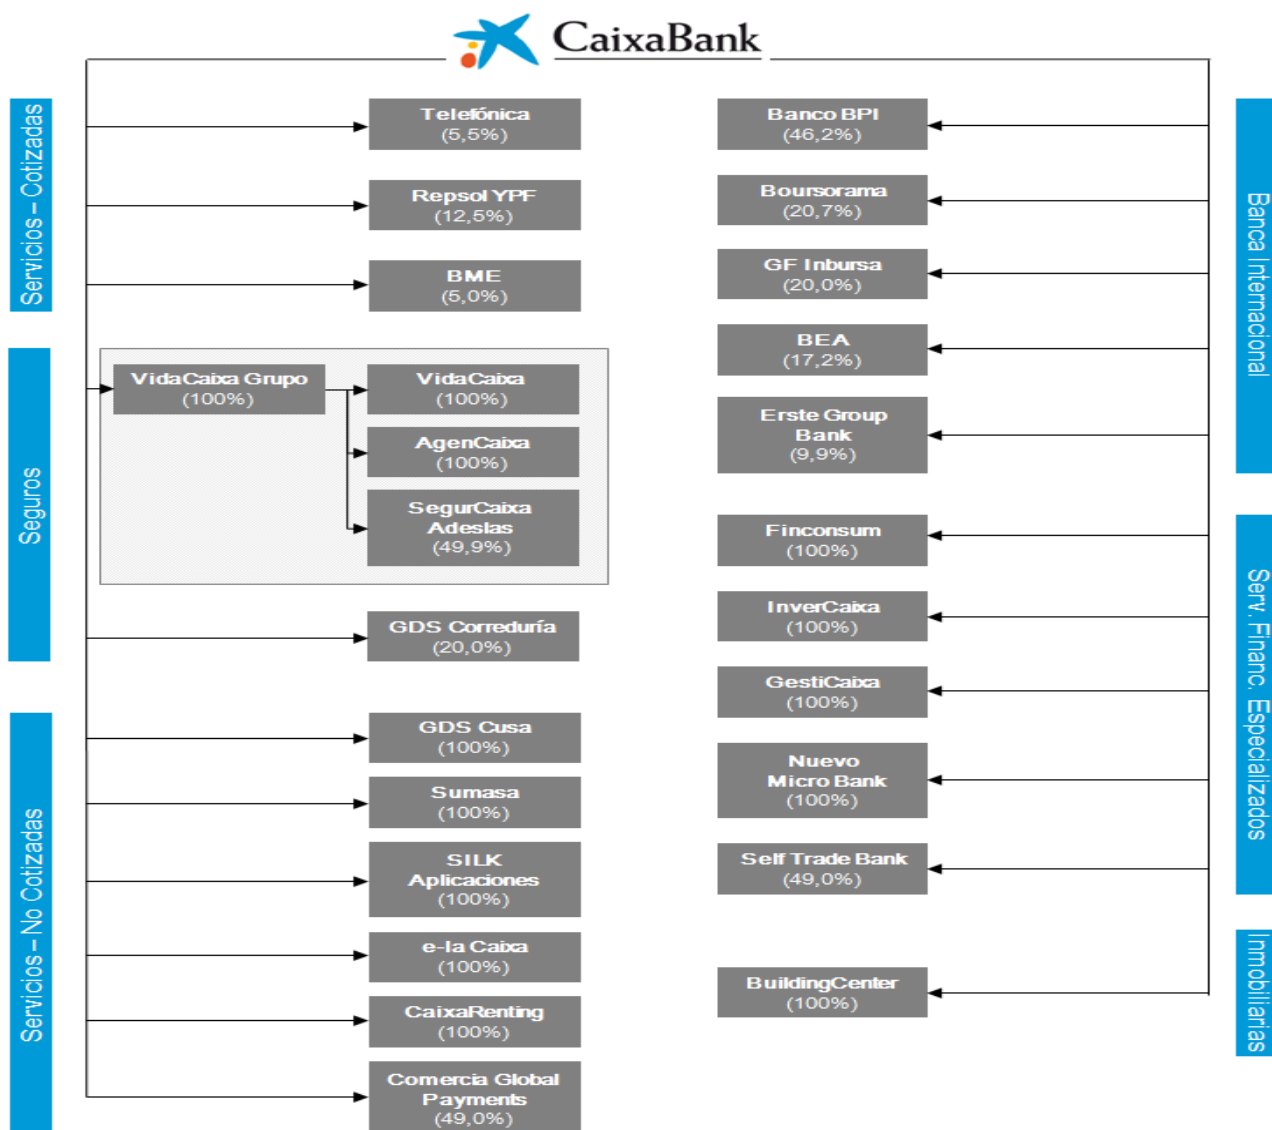 CaixaBank
Servicios – Cotizadas
Telefónica
(5,5%)
Repsol YPF
(12,5%)
BME
(5,0%)
Seguros
VidaCaixa Grupo
(100%)
VidaCaixa
(100%)
AgenCaixa
(100%)
SegurCaixa
Adeslas
(49,9%)
GDS Correduría
(20,0%)
Servicios – No Cotizadas
GDS Cusa
(100%)
Sumasa
(100%)
SILK
Aplicaciones
(100%)
e-la Caixa
(100%)
CaixaRenting
(100%)
Comercia Global
Payments
(49,0%)
Banca Internacional
Banco BPI
(46,2%)
Boursorama
(20,7%)
GF Inbursa
(20,0%)
BEA
(17,2%)
Erste Group
Bank
(9,9%)
Serv. Financ. Especializados
Finconsum
(100%)
InverCaixa
(100%)
GestiCaixa
(100%)
Nuevo
Micro Bank
(100%)
Self Trade Bank
(49,0%)
Inmobiliarias
BuildingCenter
(100%)